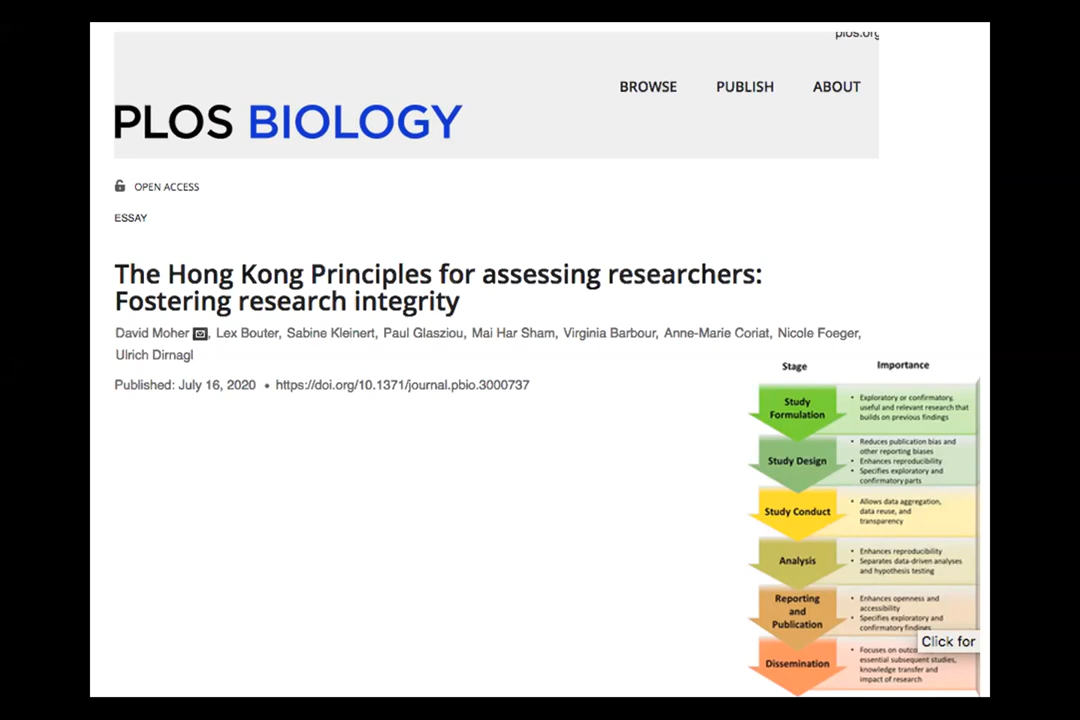 plos.org
BROWSE PUBLISH ABOUT
PLOS BIOLOGY
OPEN ACCESS
ESSAY
The Hong Kong Principles for assessing researchers:
Fostering research integrity
David Moher, Lex Bouter, Sabine Kleinert, Paul Glasziou, Mai Har Sham, Virginia Barbour, Anne-Marie Coriat, Nicole Foeger,
Ulrich Dirnagl
Published: July 16, 2020 • https://doi.org/10.1371/journal.pbio.3000737
Stage Importance
Study
Formulation
• Exploratory or confirmatory,
useful and relevant research that
builds on previous findings
Study Design
• Reduces publication bias and
other reporting biases
• Enhances reproducibility
• Specifies exploratory and
confirmatory parts
Study Conduct
• Allows data aggregation,
data reuse, and
transparency
Analysis
• Enhances reproducibility
• Separates data-driven analyses
and hypothesis testing
Reporting
and
Publication
• Enhances openness and
accessibility
• Specifies exploratory and
confirmatory findings
Click for
Dissemination
• Focuses on
essential subsequent studies,
knowledge transfer and
impact of research